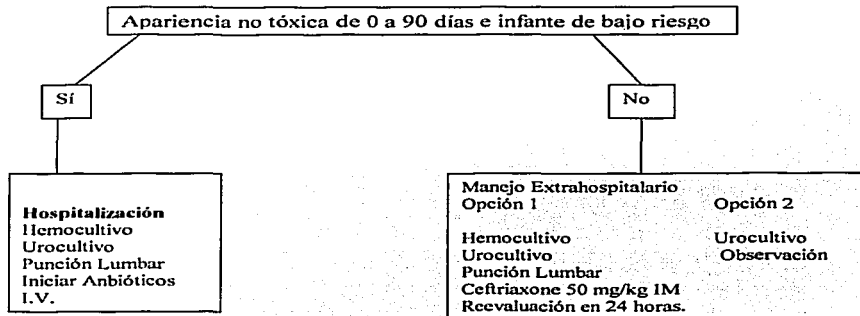 Apariencia no tóxica de 0 a 90 días e infante de bajo riesgo
Sí
No
Hospitalización
Hemocultivo
Urocultivo
Punción Lumbar
Iniciar Anbióticos
I.V.
Manejo Extrahospitalario
Opción 1 Opción 2
Hemocultivo Urocultivo
Urocultivo Observación
Punción Lumbar
Ceftriaxone 50 mg/kg IM
Reevaluación en 24 horas.